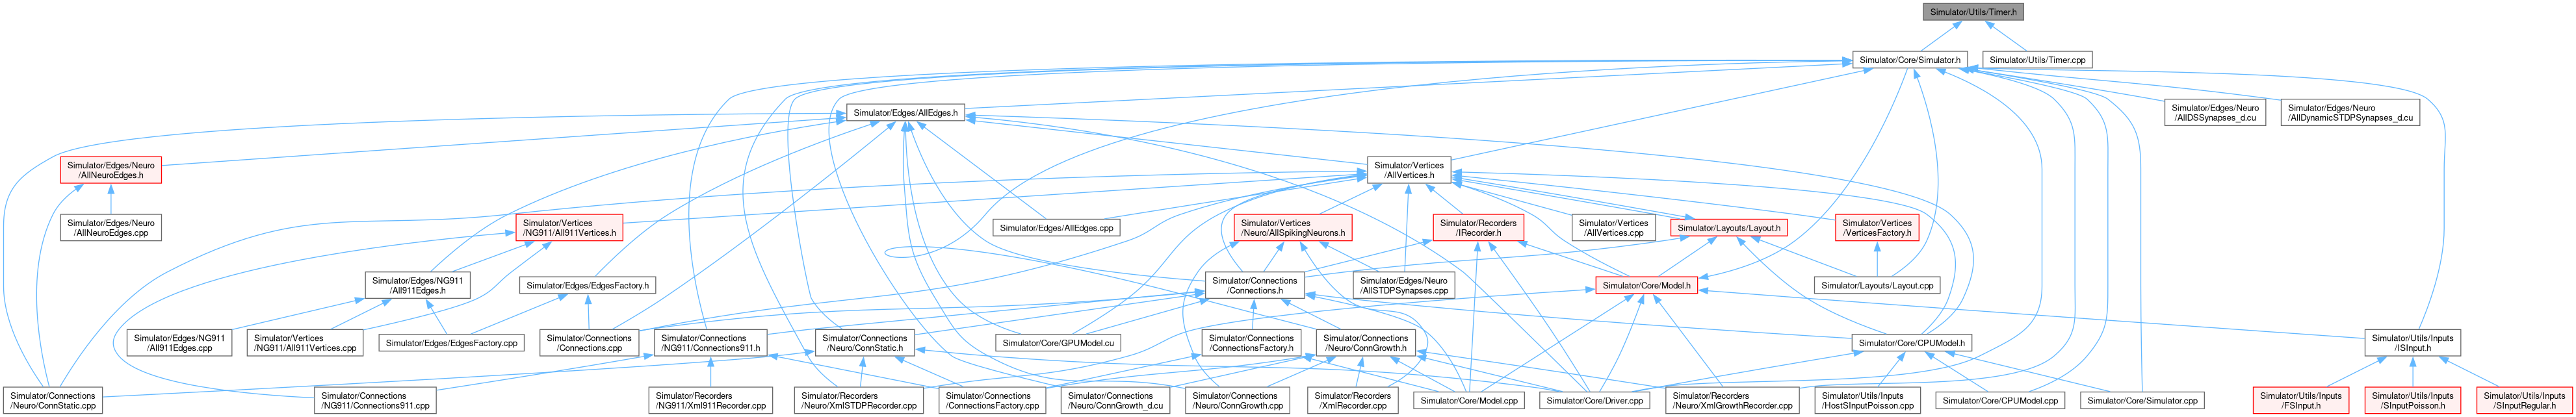 Simulator/Utils/Timer.h
Simulator/Core/Simulator.h
Simulator/Utils/Timer.cpp
Simulator/Edges/AllEdges.h
Simulator/Edges/Neuro
/AllDSSynapses_d.cu
Simulator/Edges/Neuro
/AllDynamicSTDPSynapses_d.cu
Simulator/Edges/Neuro
/AllNeuroEdges.h
Simulator/Vertices
/AllVertices.h
Simulator/Edges/Neuro
/AllNeuroEdges.cpp
Simulator/Vertices
/NG911/All911Vertices.h
Simulator/Edges/AllEdges.cpp
Simulator/Vertices
/Neuro/AllSpikingNeurons.h
Simulator/Recorders
/IRecorder.h
Simulator/Vertices
/AllVertices.cpp
Simulator/Layouts/Layout.h
Simulator/Vertices
/VerticesFactory.h
Simulator/Edges/NG911
/All911Edges.h
Simulator/Edges/EdgesFactory.h
Simulator/Connections
/Connections.h
Simulator/Edges/Neuro
/AllSTDPSynapses.cpp
Simulator/Core/Model.h
Simulator/Layouts/Layout.cpp
Simulator/Edges/NG911
/All911Edges.cpp
Simulator/Vertices
/NG911/All911Vertices.cpp
Simulator/Edges/EdgesFactory.cpp
Simulator/Connections
/Connections.cpp
Simulator/Connections
/NG911/Connections911.h
Simulator/Connections
/Neuro/ConnStatic.h
Simulator/Core/GPUModel.cu
Simulator/Connections
/ConnectionsFactory.h
Simulator/Connections
/Neuro/ConnGrowth.h
Simulator/Core/CPUModel.h
Simulator/Utils/Inputs
/ISInput.h
Simulator/Connections
/Neuro/ConnStatic.cpp
Simulator/Connections
/NG911/Connections911.cpp
Simulator/Recorders
/NG911/Xml911Recorder.cpp
Simulator/Recorders
/Neuro/XmlSTDPRecorder.cpp
Simulator/Connections
/ConnectionsFactory.cpp
Simulator/Connections
/Neuro/ConnGrowth_d.cu
Simulator/Connections
/Neuro/ConnGrowth.cpp
Simulator/Recorders
/XmlRecorder.cpp
Simulator/Core/Model.cpp
Simulator/Core/Driver.cpp
Simulator/Recorders
/Neuro/XmlGrowthRecorder.cpp
Simulator/Utils/Inputs
/HostSInputPoisson.cpp
Simulator/Core/CPUModel.cpp
Simulator/Core/Simulator.cpp
Simulator/Utils/Inputs
/FSInput.h
Simulator/Utils/Inputs
/SInputPoisson.h
Simulator/Utils/Inputs
/SInputRegular.h